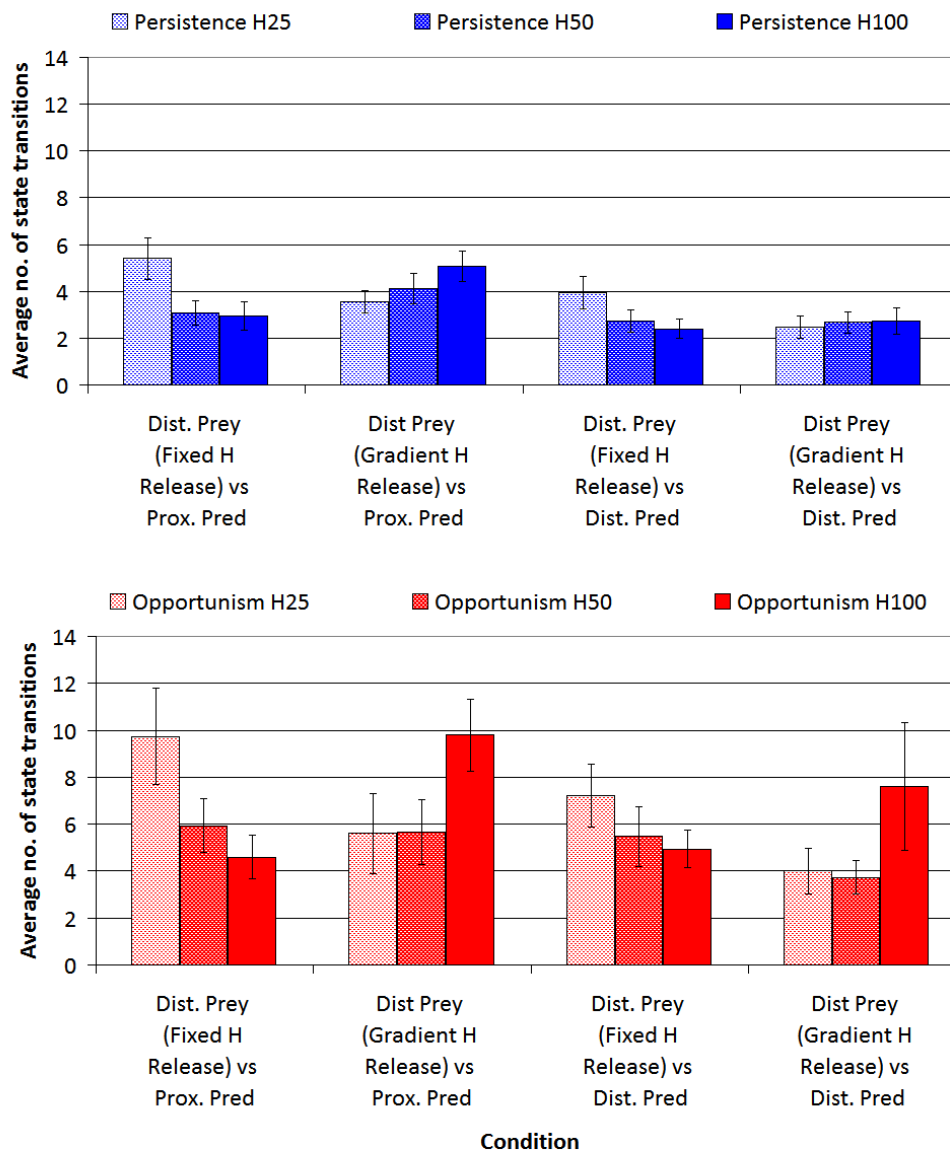 Persistence H25 Persistence H50 Persistence H100
14
12
10
8
6
4
2
0
Average no. of state transitions
Dist. Prey
(Fixed H
Release) vs
Prox. Pred
Dist Prey
(Gradient H
Release) vs
Prox. Pred
Dist. Prey
(Fixed H
Release) vs
Dist. Pred
Dist Prey
(Gradient H
Release) vs
Dist. Pred
Opportunism H25 Opportunism H50 Opportunism H100
14
12
10
8
6
4
2
0
Average no. of state transitions
Dist. Prey
(Fixed H
Release) vs
Prox. Pred
Dist Prey
(Gradient H
Release) vs
Prox. Pred
Dist. Prey
(Fixed H
Release) vs
Dist. Pred
Dist Prey
(Gradient H
Release) vs
Dist. Pred
Condition